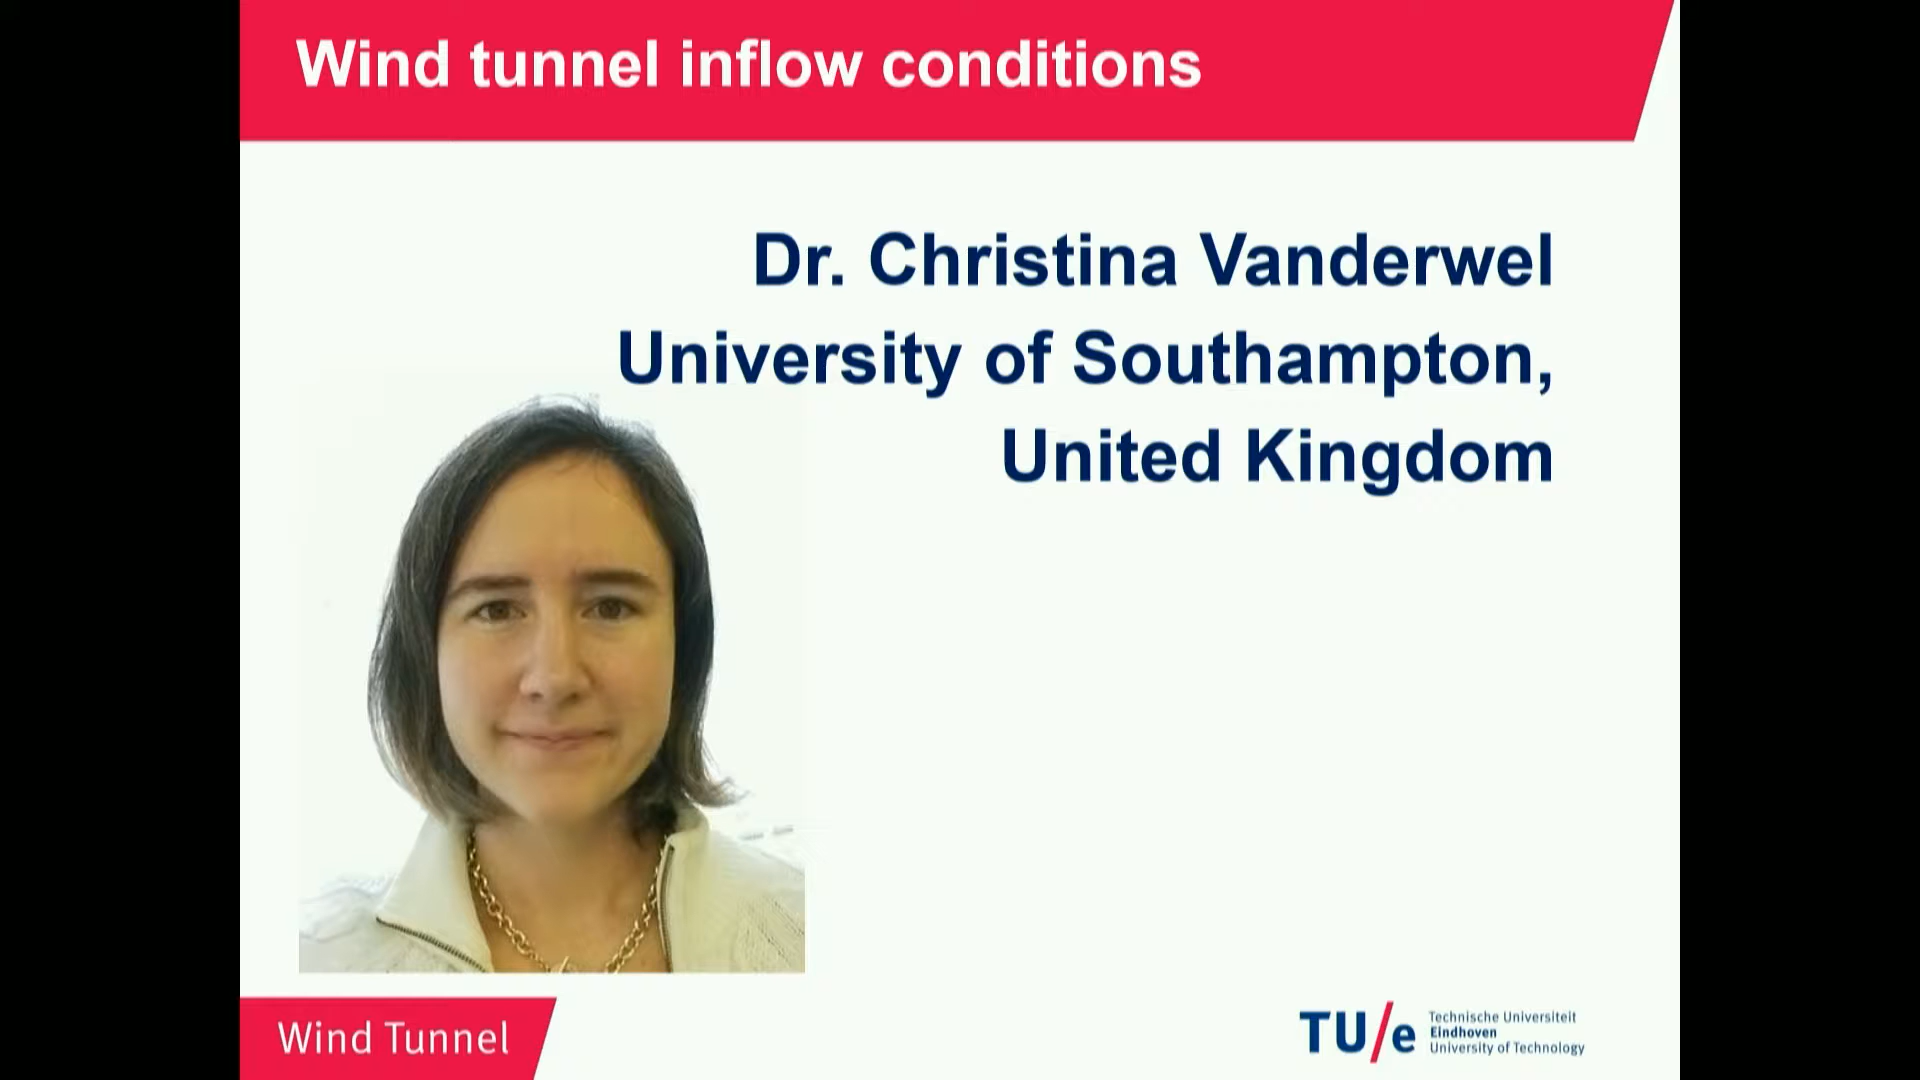 Wind tunnel inflow conditions
Dr. Christina Vanderwel
University of Southampton,
United Kingdom
Wind Tunnel
TU/e
Technische Universiteit
Eindhoven
University of Technology